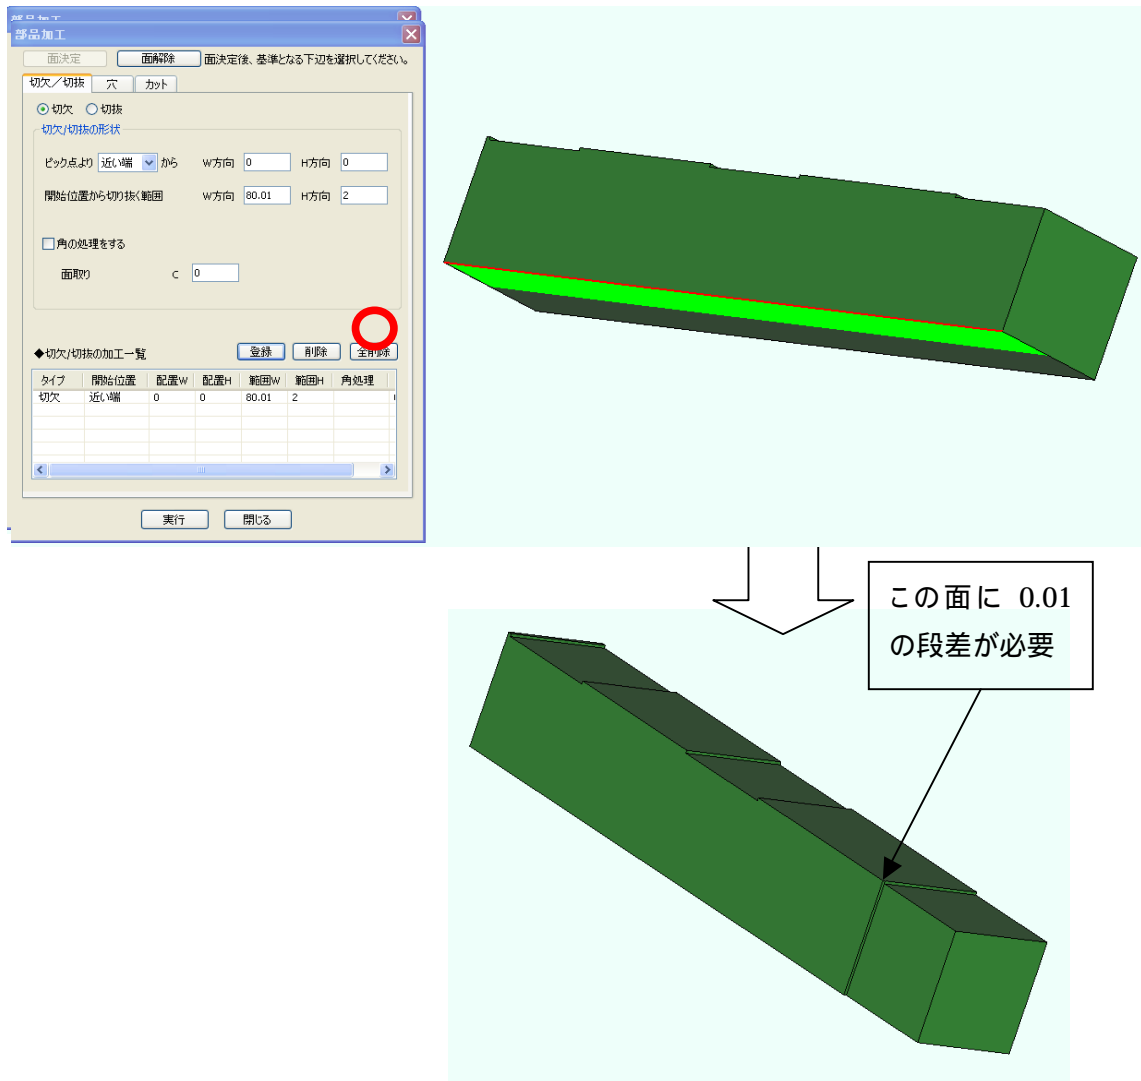 部品加工
部品加工
面決定 面解除 面決定後、基準となる下辺を選択してください。
切欠／切抜 穴 カット
切欠 切抜
切欠/切抜の形状
ピック点より 近い端 から W方向 0 H方向 0
開始位置から切り抜く範囲 W方向 80.01 H方向 2
角の処理をする
面取り C 0
◆切欠/切抜の加工一覧 登録 削除 全削除
タイプ 開始位置 配置W 配置H 範囲W 範囲H 角処理
切欠 近い端 0 0 80.01 2
実行 閉じる
この面に 0.01
の段差が必要